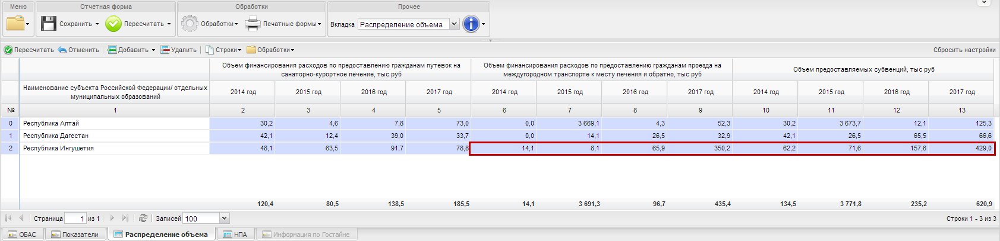 Меню Отчетная форма Обработки Прочее
Сохранить Пересчитать Обработки Печатные формы Вкладка Распределение объема
Пересчитать Отменить Добавить Удалить Строки Обработки Сбросить настройки
Объем финансирования расходов по предоставлению гражданам путевок на санаторно-курортное лечение, тыс руб
Объем финансирования расходов по предоставлению гражданам проезда на междугородном транспорте к месту лечения и обратно, тыс руб
Объем предоставляемых субвенций, тыс руб
Наименование субъекта Российской Федерации/ отдельных муниципальных образований
2014 год 2015 год 2016 год 2017 год 2014 год 2015 год 2016 год 2017 год 2014 год 2015 год 2016 год 2017 год
№ 1 2 3 4 5 6 7 8 9 10 11 12 13
0 Республика Алтай 30,2 4,6 7,8 73,0 0,0 3 669,1 4,3 52,3 30,2 3 673,7 12,1 125,3
1 Республика Дагестан 42,1 12,4 39,0 33,7 0,0 14,1 26,5 32,9 42,1 26,5 65,5 66,6
2 Республика Ингушетия 48,1 63,5 91,7 78,8 14,1 8,1 65,9 350,2 62,2 71,6 157,6 429,0
120,4 80,5 138,5 185,5 14,1 3 691,3 96,7 435,4 134,5 3 771,8 235,2 620,9
Страница 1 из 1 Записей 100 Строки 1 - 3 из 3
ОБАС Показатели Распределение объема НПА Информация по Гостайне